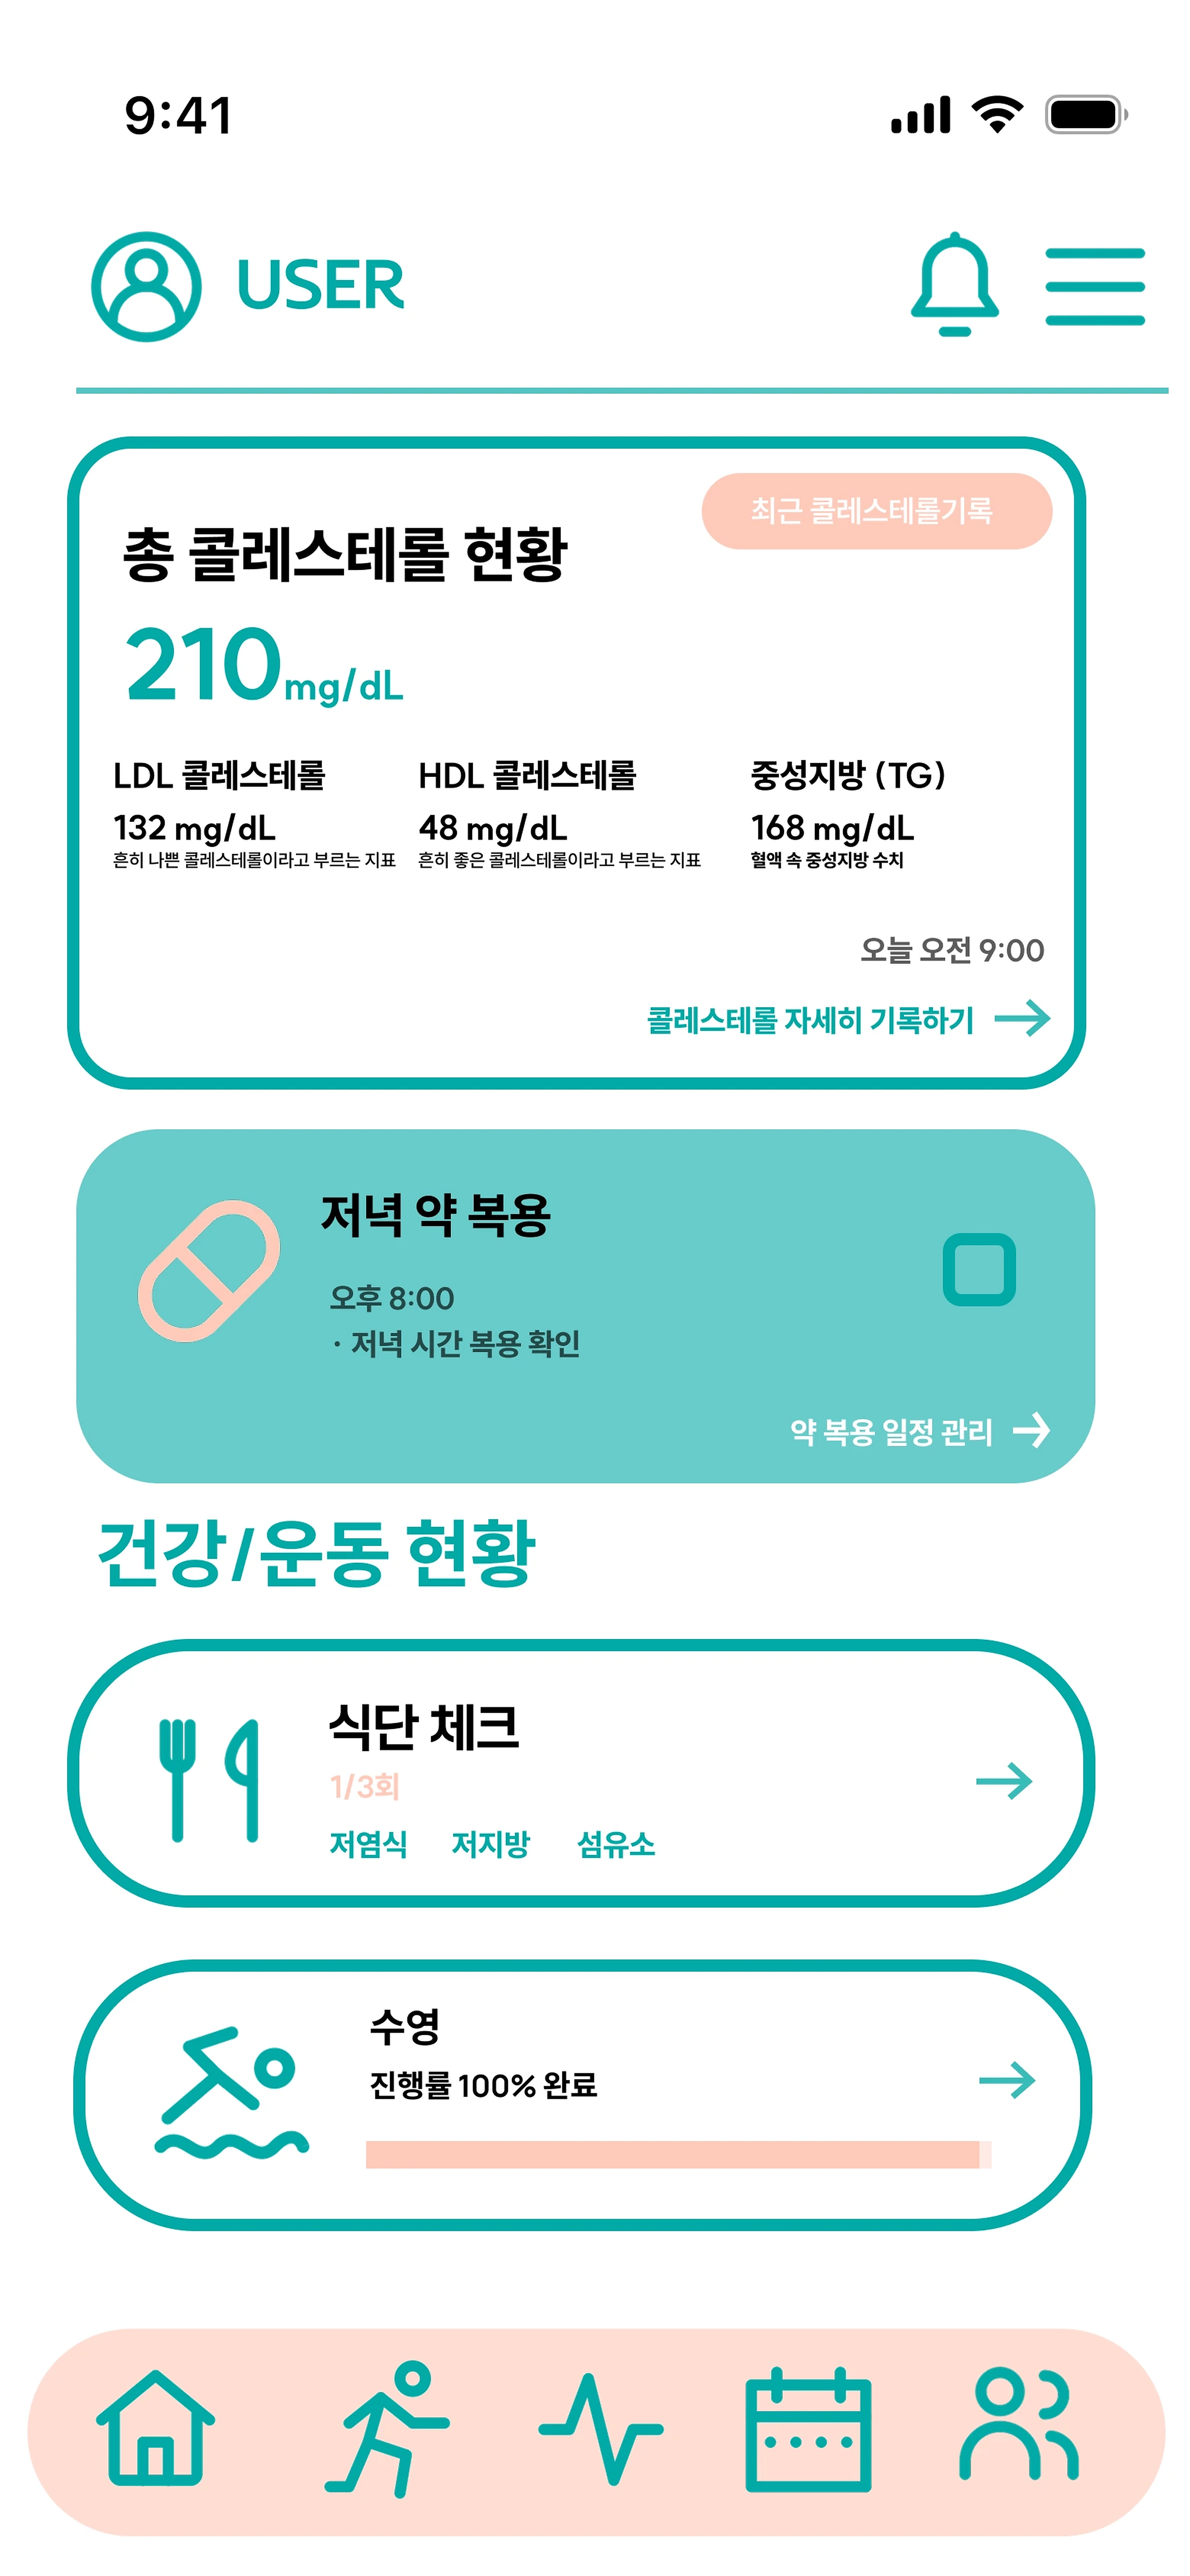 9:41
USER
최근 콜레스테롤기록
총 콜레스테롤 현황
210mg/dL
LDL 콜레스테롤 HDL 콜레스테롤 중성지방 (TG)
132 mg/dL 48 mg/dL 168 mg/dL
흔히 나쁜 콜레스테롤이라고 부르는 지표 흔히 좋은 콜레스테롤이라고 부르는 지표 혈액 속 중성지방 수치
오늘 오전 9:00
콜레스테롤 자세히 기록하기
저녁 약 복용
오후 8:00
· 저녁 시간 복용 확인
약 복용 일정 관리
건강/운동 현황
식단 체크
1/3회
저염식 저지방 섬유소
수영
진행률 100% 완료